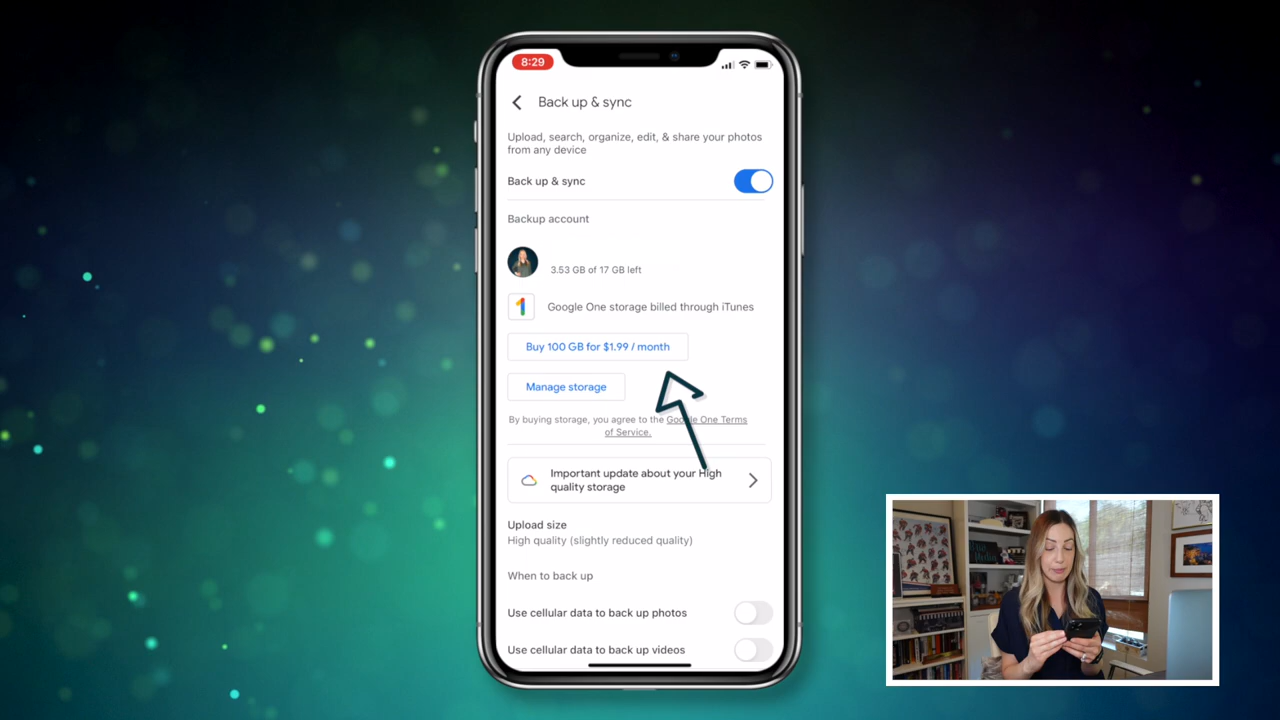 8:29
Back up & sync
Upload, search, organize, edit, & share your photos
from any device
Back up & sync
Backup account
3.53 GB of 17 GB left
Google One storage billed through iTunes
Buy 100 GB for $1.99 / month
Manage storage
By buying storage, you agree to the Google One Terms
of Service.
Important update about your High
quality storage
Upload size
High quality (slightly reduced quality)
When to back up
Use cellular data to back up photos
Use cellular data to back up videos